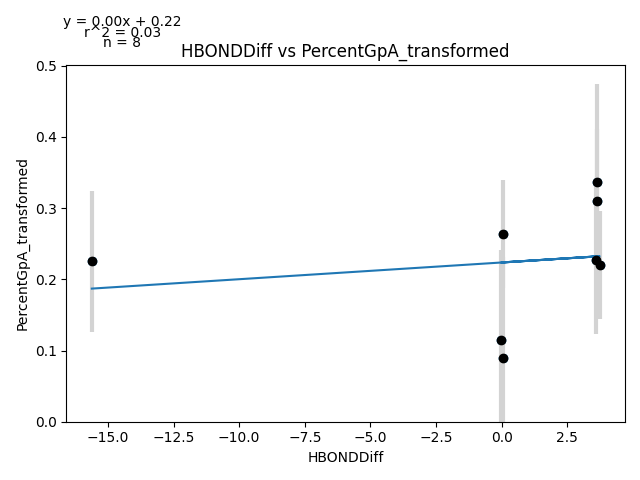 y = 0.00x + 0.22
r^2 = 0.03
n = 8
HBONDDiff vs PercentGpA_transformed
PercentGpA_transformed
0.5
0.4
0.3
0.2
0.1
0.0
−15.0 −12.5 −10.0 −7.5 −5.0 −2.5 0.0 2.5
HBONDDiff